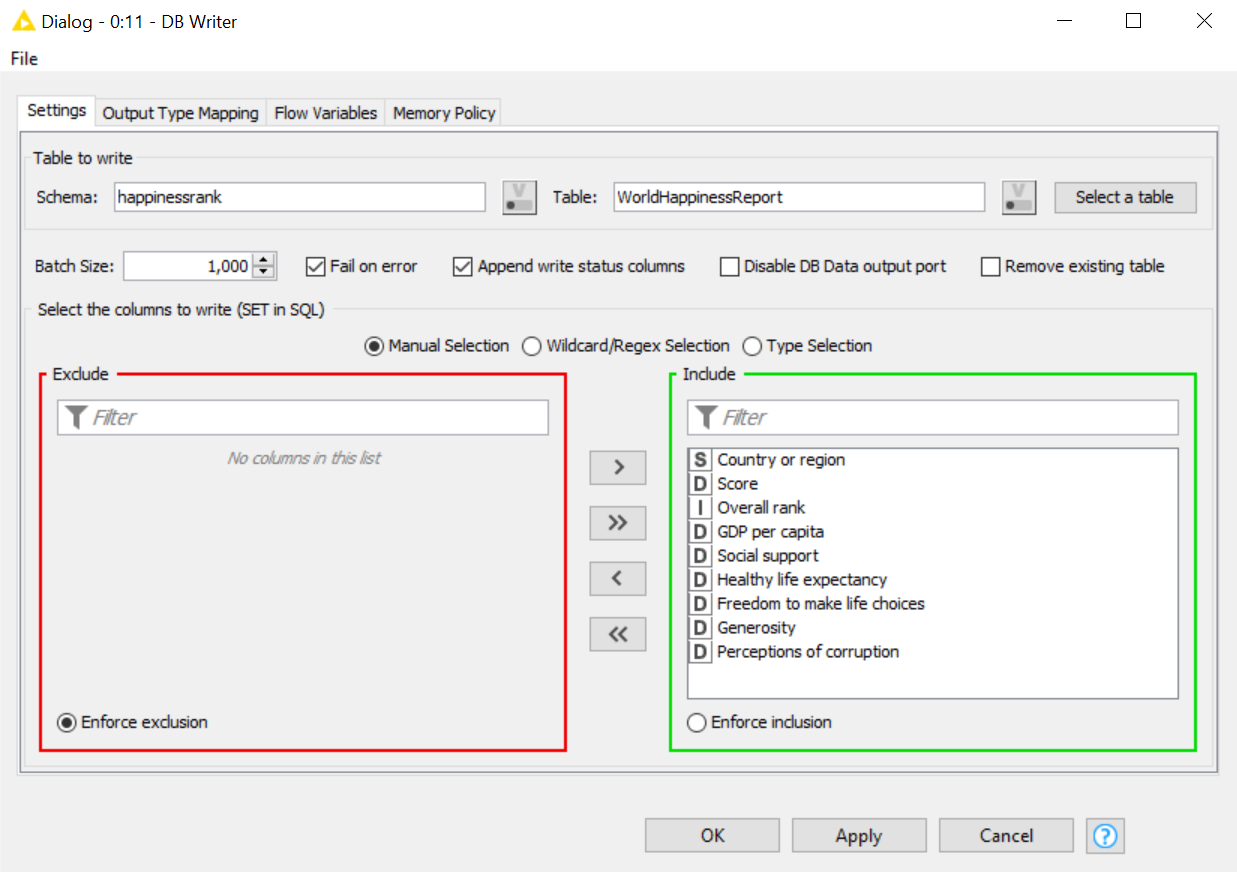 Dialog - 0:11 - DB Writer
File
Settings Output Type Mapping Flow Variables Memory Policy
Table to write
Schema: happinessrank V Table: WorldHappinessReport V Select a table
Batch Size: 1,000 Fail on error Append write status columns Disable DB Data output port Remove existing table
Select the columns to write (SET in SQL)
Manual Selection Wildcard/Regex Selection Type Selection
Exclude
Filter
No columns in this list
Enforce exclusion
>
>>
<
<<
Include
Filter
S Country or region
D Score
I Overall rank
D GDP per capita
D Social support
D Healthy life expectancy
D Freedom to make life choices
D Generosity
D Perceptions of corruption
Enforce inclusion
OK Apply Cancel ?